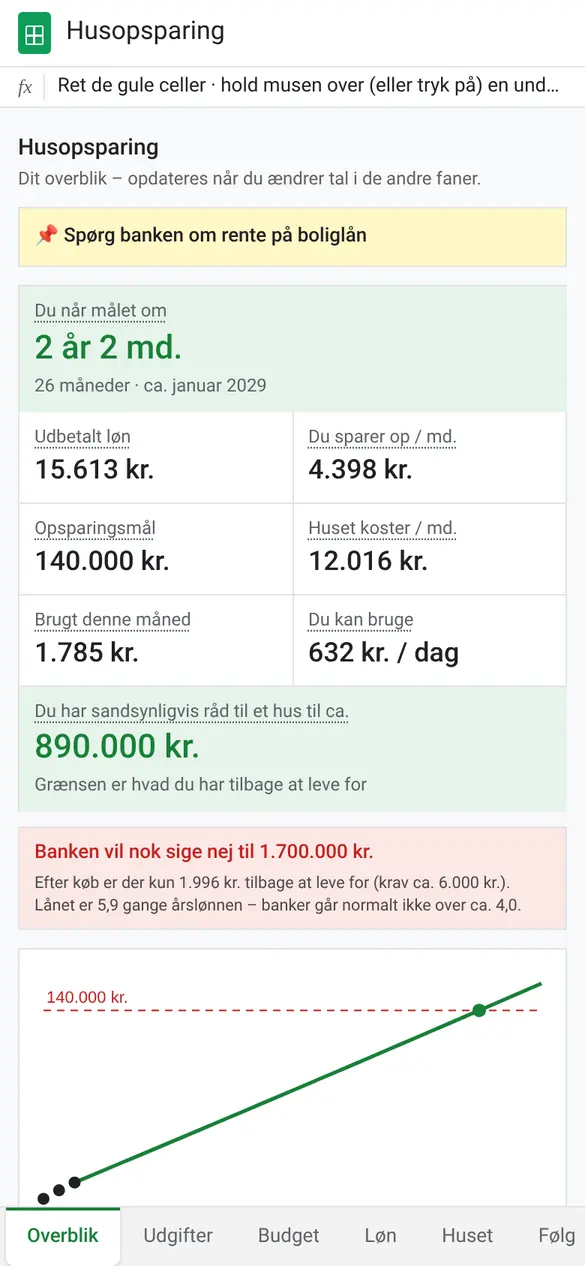 Husopsparing
fx Ret de gule celler · hold musen over (eller tryk på) en und…
Husopsparing
Dit overblik – opdateres når du ændrer tal i de andre faner.
📌 Spørg banken om rente på boliglån
Du når målet om
2 år 2 md.
26 måneder · ca. januar 2029
Udbetalt løn
15.613 kr.
Du sparer op / md.
4.398 kr.
Opsparingsmål
140.000 kr.
Huset koster / md.
12.016 kr.
Brugt denne måned
1.785 kr.
Du kan bruge
632 kr. / dag
Du har sandsynligvis råd til et hus til ca.
890.000 kr.
Grænsen er hvad du har tilbage at leve for
Banken vil nok sige nej til 1.700.000 kr.
Efter køb er der kun 1.996 kr. tilbage at leve for (krav ca. 6.000 kr.).
Lånet er 5,9 gange årslønnen – banker går normalt ikke over ca. 4,0.
140.000 kr.
Overblik Udgifter Budget Løn Huset Følg